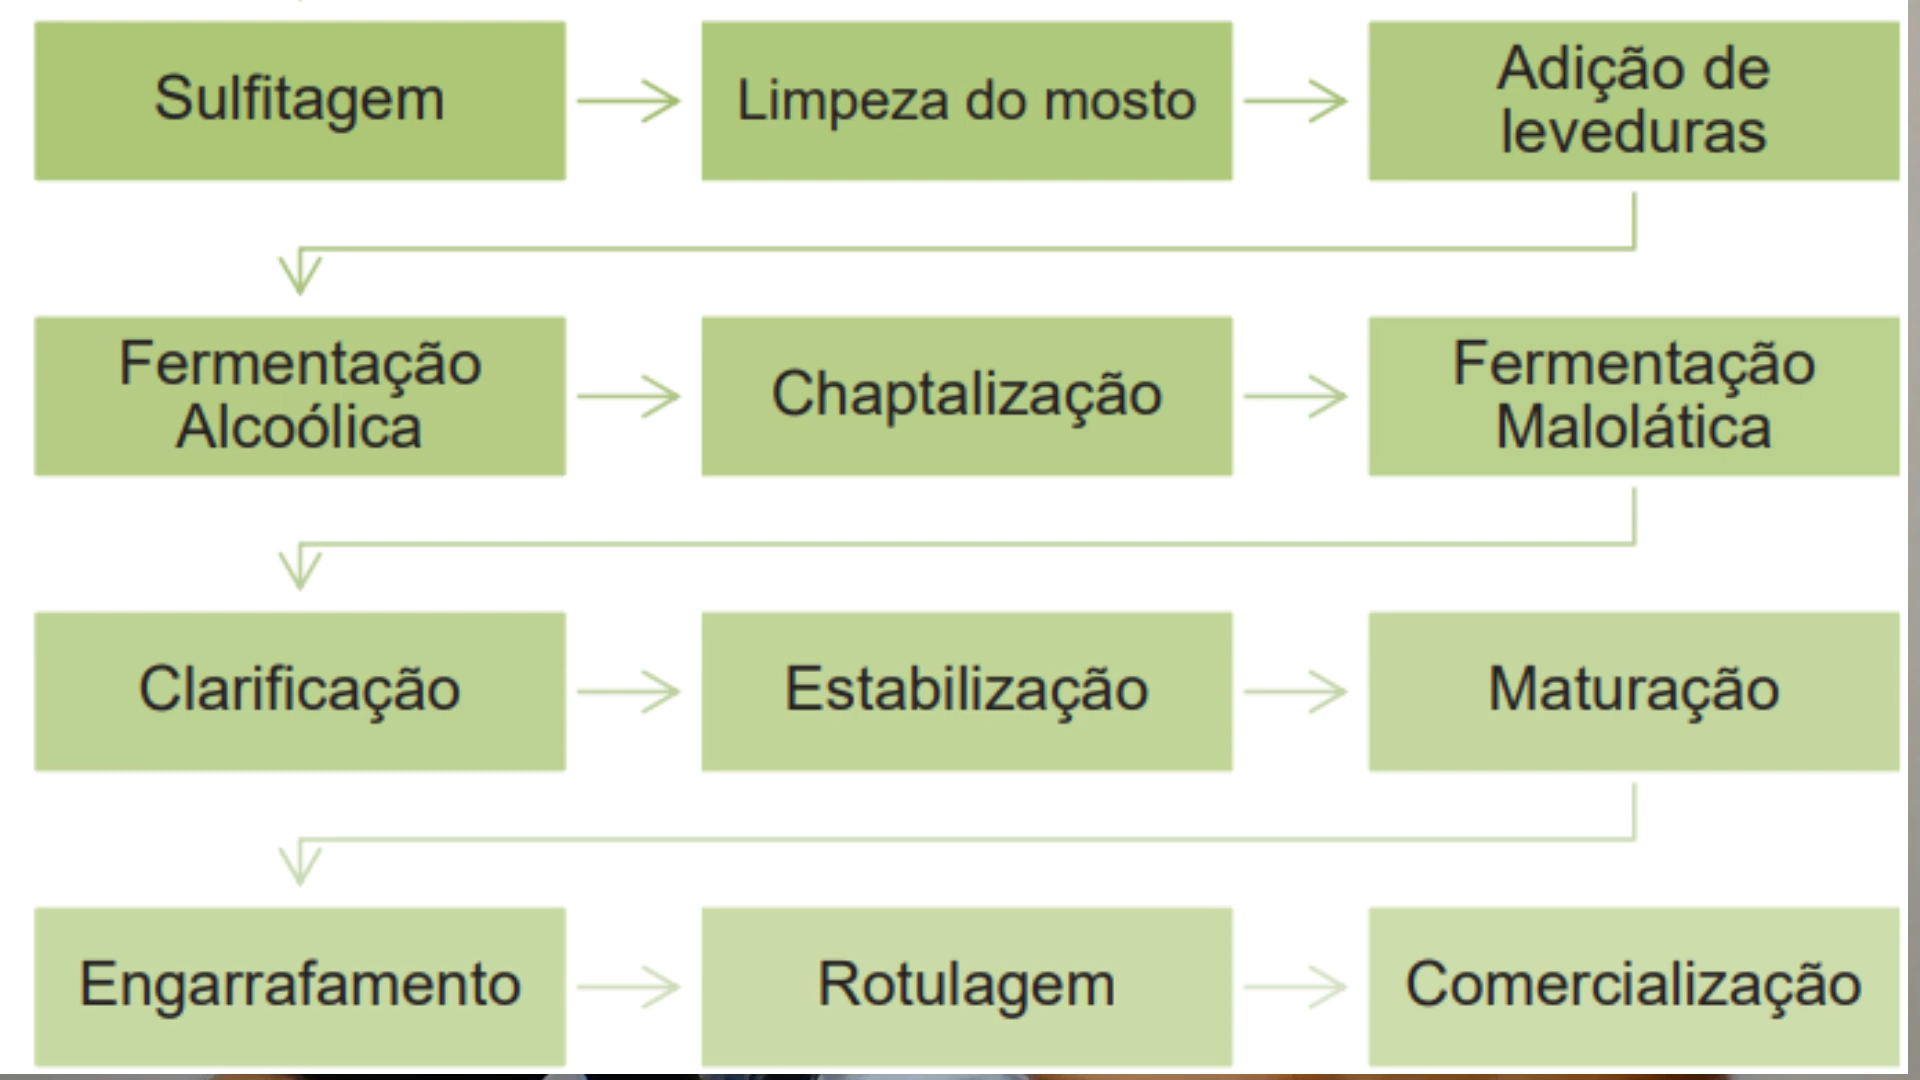 Sulfitagem
Limpeza do mosto
Adição de
leveduras
Fermentação
Alcoólica
Chaptalização
Fermentação
Malolática
Clarificação
Estabilização
Maturação
Engarrafamento
Rotulagem
Comercialização